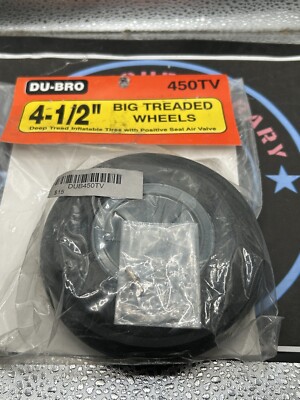 DU-BRO
450TV
4-1/2" BIG TREADED
WHEELS
Deep Tread Inflatable Tires with Positive Seal Air Valve
DUB450TV
$15